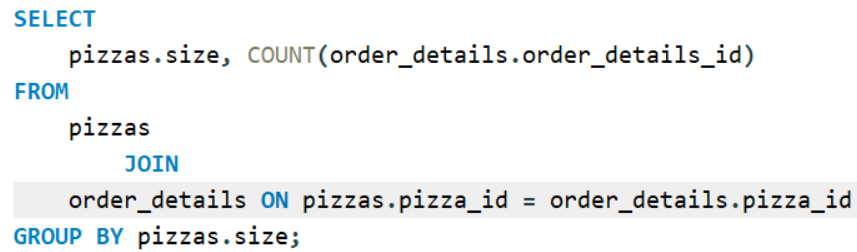 SELECT
pizzas.size, COUNT(order_details.order_details_id)
FROM
pizzas
JOIN
order_details ON pizzas.pizza_id = order_details.pizza_id
GROUP BY pizzas.size;